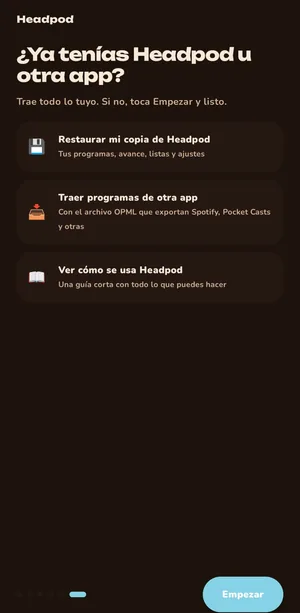 Headpod
¿Ya tenías Headpod u
otra app?
Trae todo lo tuyo. Si no, toca Empezar y listo.
Restaurar mi copia de Headpod
Tus programas, avance, listas y ajustes
Traer programas de otra app
Con el archivo OPML que exportan Spotify, Pocket Casts
y otras
Ver cómo se usa Headpod
Una guía corta con todo lo que puedes hacer
Empezar